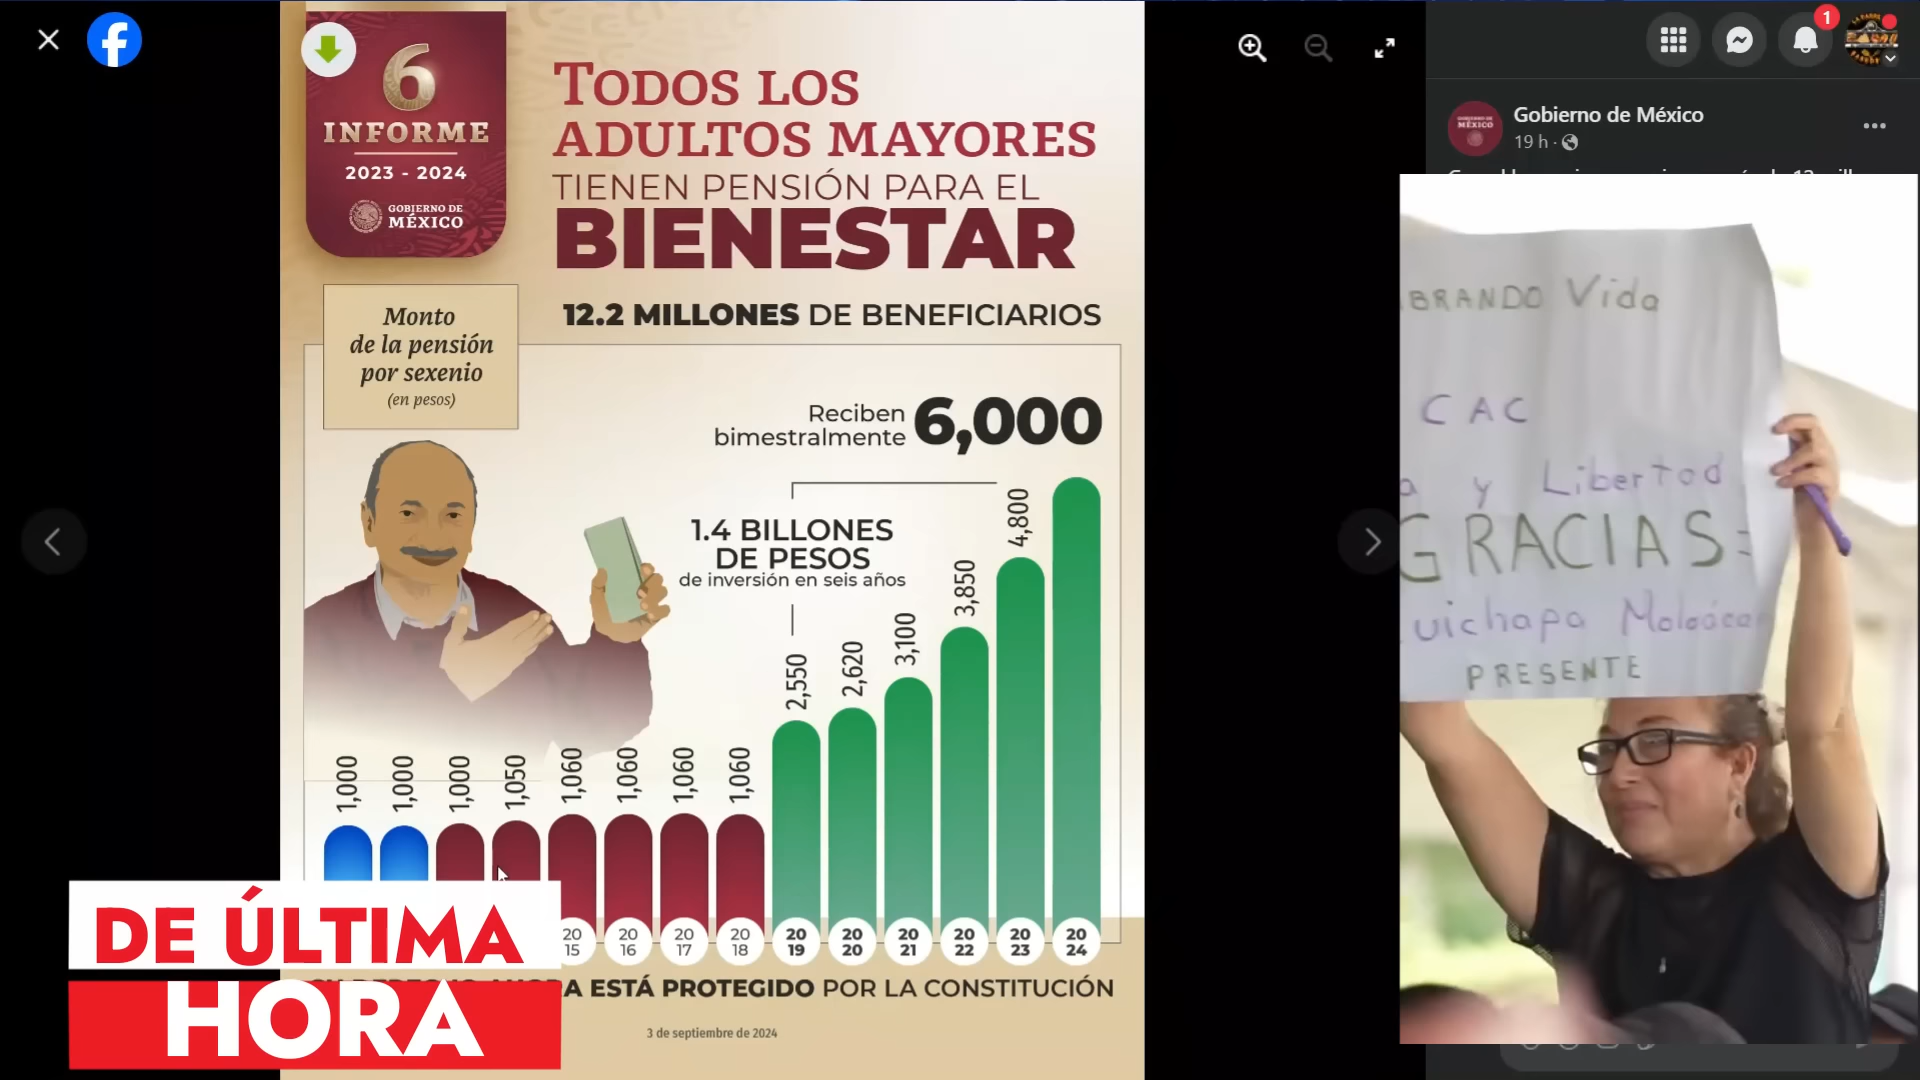 6
INFORME
2023 - 2024
GOBIERNO DE
MÉXICO
TODOS LOS
ADULTOS MAYORES
TIENEN PENSIÓN PARA EL
BIENESTAR
12.2 MILLONES DE BENEFICIARIOS
Monto
de la pensión
por sexenio
(en pesos)
Reciben
bimestralmente
6,000
1.4 BILLONES
DE PESOS
de inversión en seis años
1,000
1,000
1,000
1,050
1,060
1,060
1,060
1,060
2,550
2,620
3,100
3,850
4,800
20 15
20 16
20 17
20 18
20 19
20 20
20 21
20 22
20 23
20 24
ESTÁ PROTEGIDO POR LA CONSTITUCIÓN
3 de septiembre de 2024
DE ÚLTIMA
HORA
1
Gobierno de México
19 h
BRANDO Vida
CAC
a y Libertad
GRACIAS
uichapa Moloaca
PRESENTE